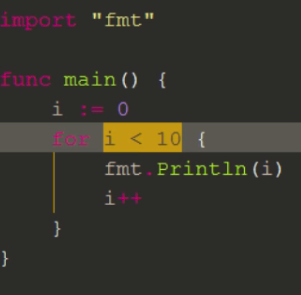 import "fmt"
func main() {
i := 0
for i < 10 {
fmt.Println(i)
i++
}
}